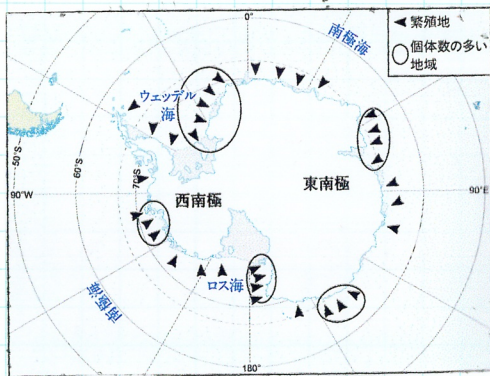 0°
南極海
繁殖地
個体数の多い
地域
ウェッデル
海
50°S
60°S
70°S
90°W
西南極
東南極
90°E
ロス海
南極海
180°